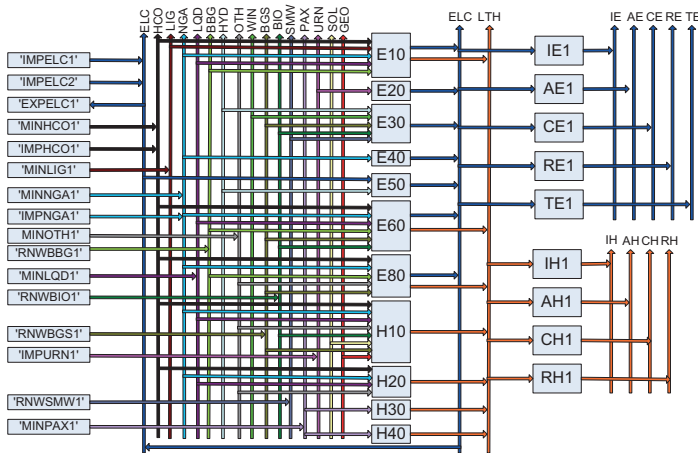 ELC
HCO
LIG
NGA
LQD
BBG
HYD
OTH
WIN
BGS
BIO
SMW
PAX
URN
SOL
GEO
ELC
LTH
IE
AE
CE
RE
TE
'IMPELC1'
'IMPELC2'
'EXPELC1'
'MINHCO1'
'IMPHCO1'
'MINLIG1'
'MINNGA1'
'IMPNGA1'
MINOTH1'
'RNWBBG1'
'MINLQD1'
'RNWBIO1'
'RNWBGS1'
'IMPURN1'
'RNWSMW1'
'MINPAX1'
E10
E20
E30
E40
E50
E60
E80
H10
H20
H30
H40
IE1
AE1
CE1
RE1
TE1
IH
AH
CH
RH
IH1
AH1
CH1
RH1